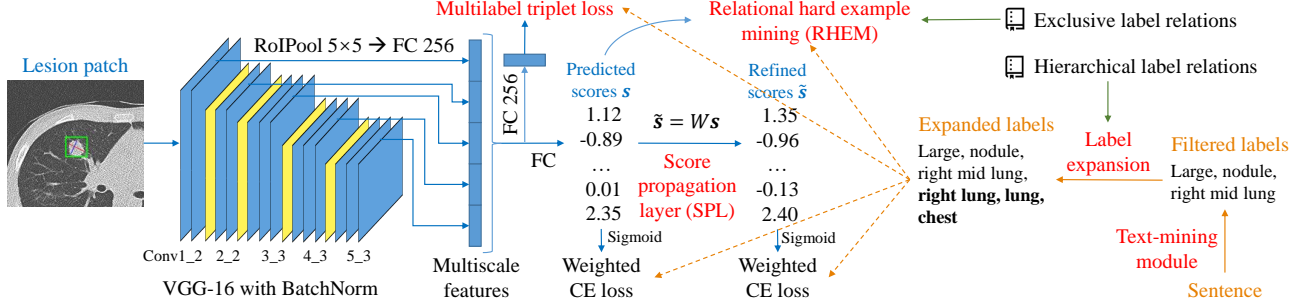 Multilabel triplet loss
Relational hard example
mining (RHEM)
Exclusive label relations
Hierarchical label relations
RoIPool 5×5 → FC 256
Lesion patch
FC 256
Predicted
scores s
1.12
-0.89
...
0.01
2.35
FC
s̃ = Ws
Score
propagation
layer (SPL)
Refined
scores s̃
1.35
-0.96
...
-0.13
2.40
Sigmoid
Sigmoid
Weighted
CE loss
Weighted
CE loss
Expanded labels
Large, nodule,
right mid lung,
right lung, lung,
chest
Label
expansion
Filtered labels
Large, nodule,
right mid lung
Text-mining
module
Sentence
Conv1_2 2_2 3_3 4_3 5_3
VGG-16 with BatchNorm
Multiscale
features